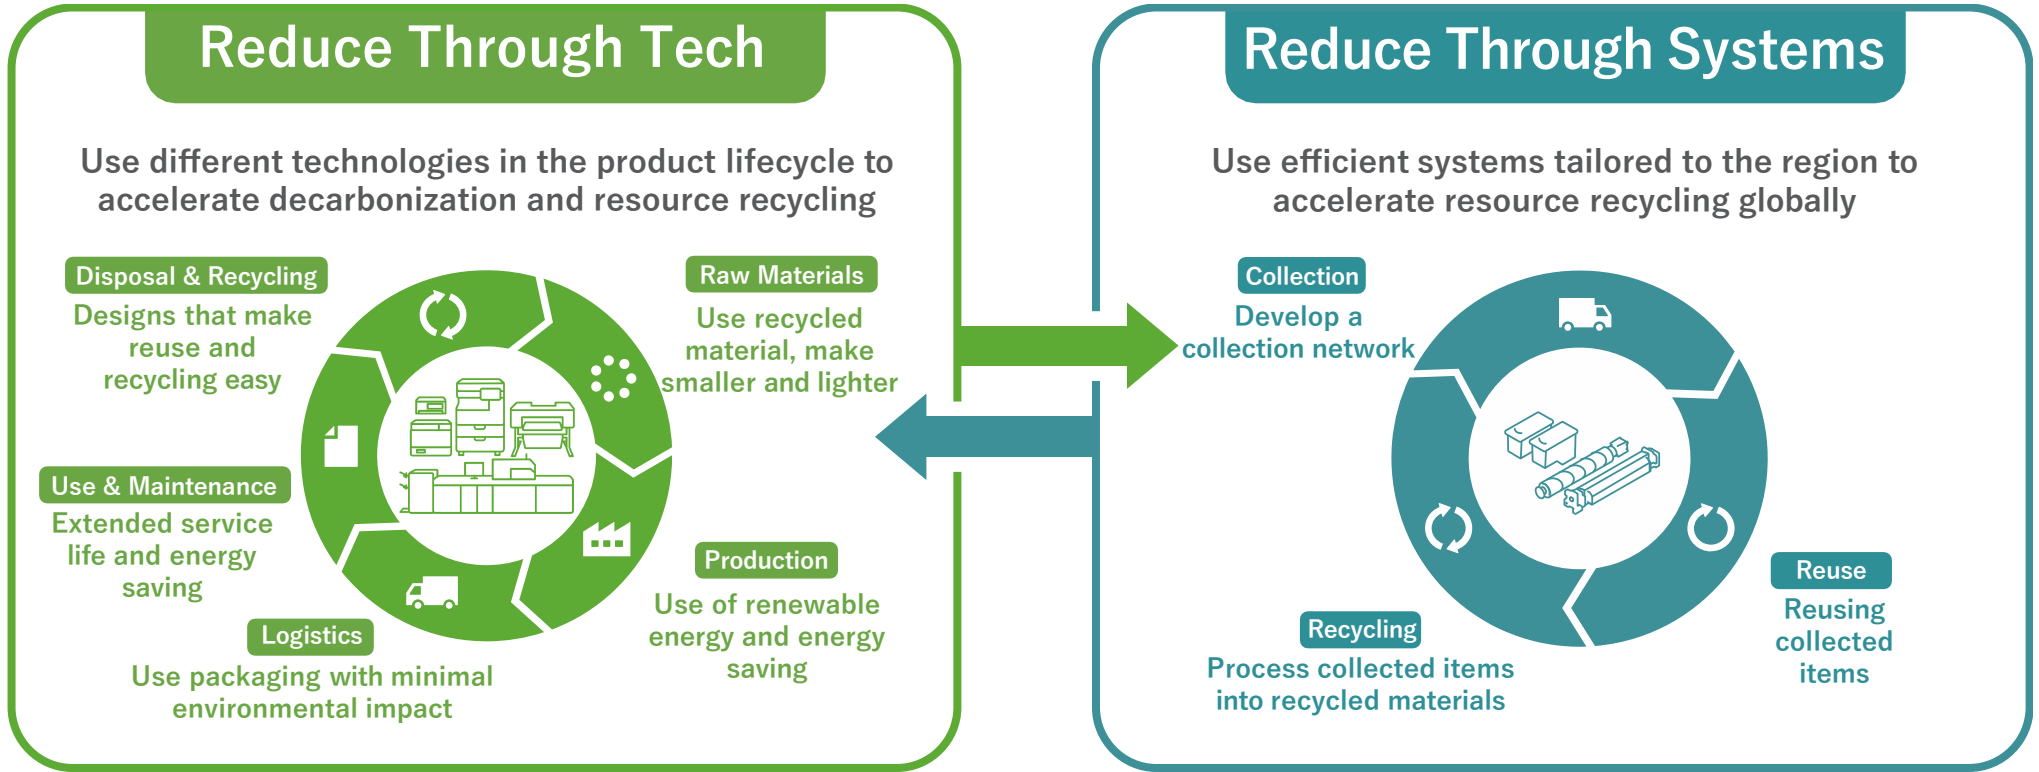 Reduce Through Tech
Use different technologies in the product lifecycle to
accelerate decarbonization and resource recycling
Disposal & Recycling
Designs that make
reuse and
recycling easy
Raw Materials
Use recycled
material, make
smaller and lighter
Use & Maintenance
Extended service
life and energy
saving
Production
Use of renewable
energy and energy
saving
Logistics
Use packaging with minimal
environmental impact
Reduce Through Systems
Use efficient systems tailored to the region to
accelerate resource recycling globally
Collection
Develop a
collection network
Reuse
Reusing
collected
items
Recycling
Process collected items
into recycled materials